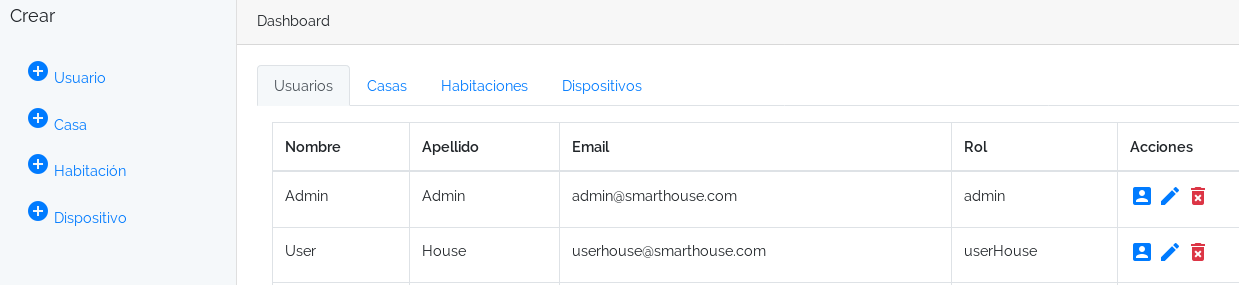 Crear
Dashboard
Usuario
Casa
Habitación
Dispositivo
Usuarios Casas Habitaciones Dispositivos
Nombre Apellido Email Rol Acciones
Admin Admin admin@smarthouse.com admin
User House userhouse@smarthouse.com userHouse